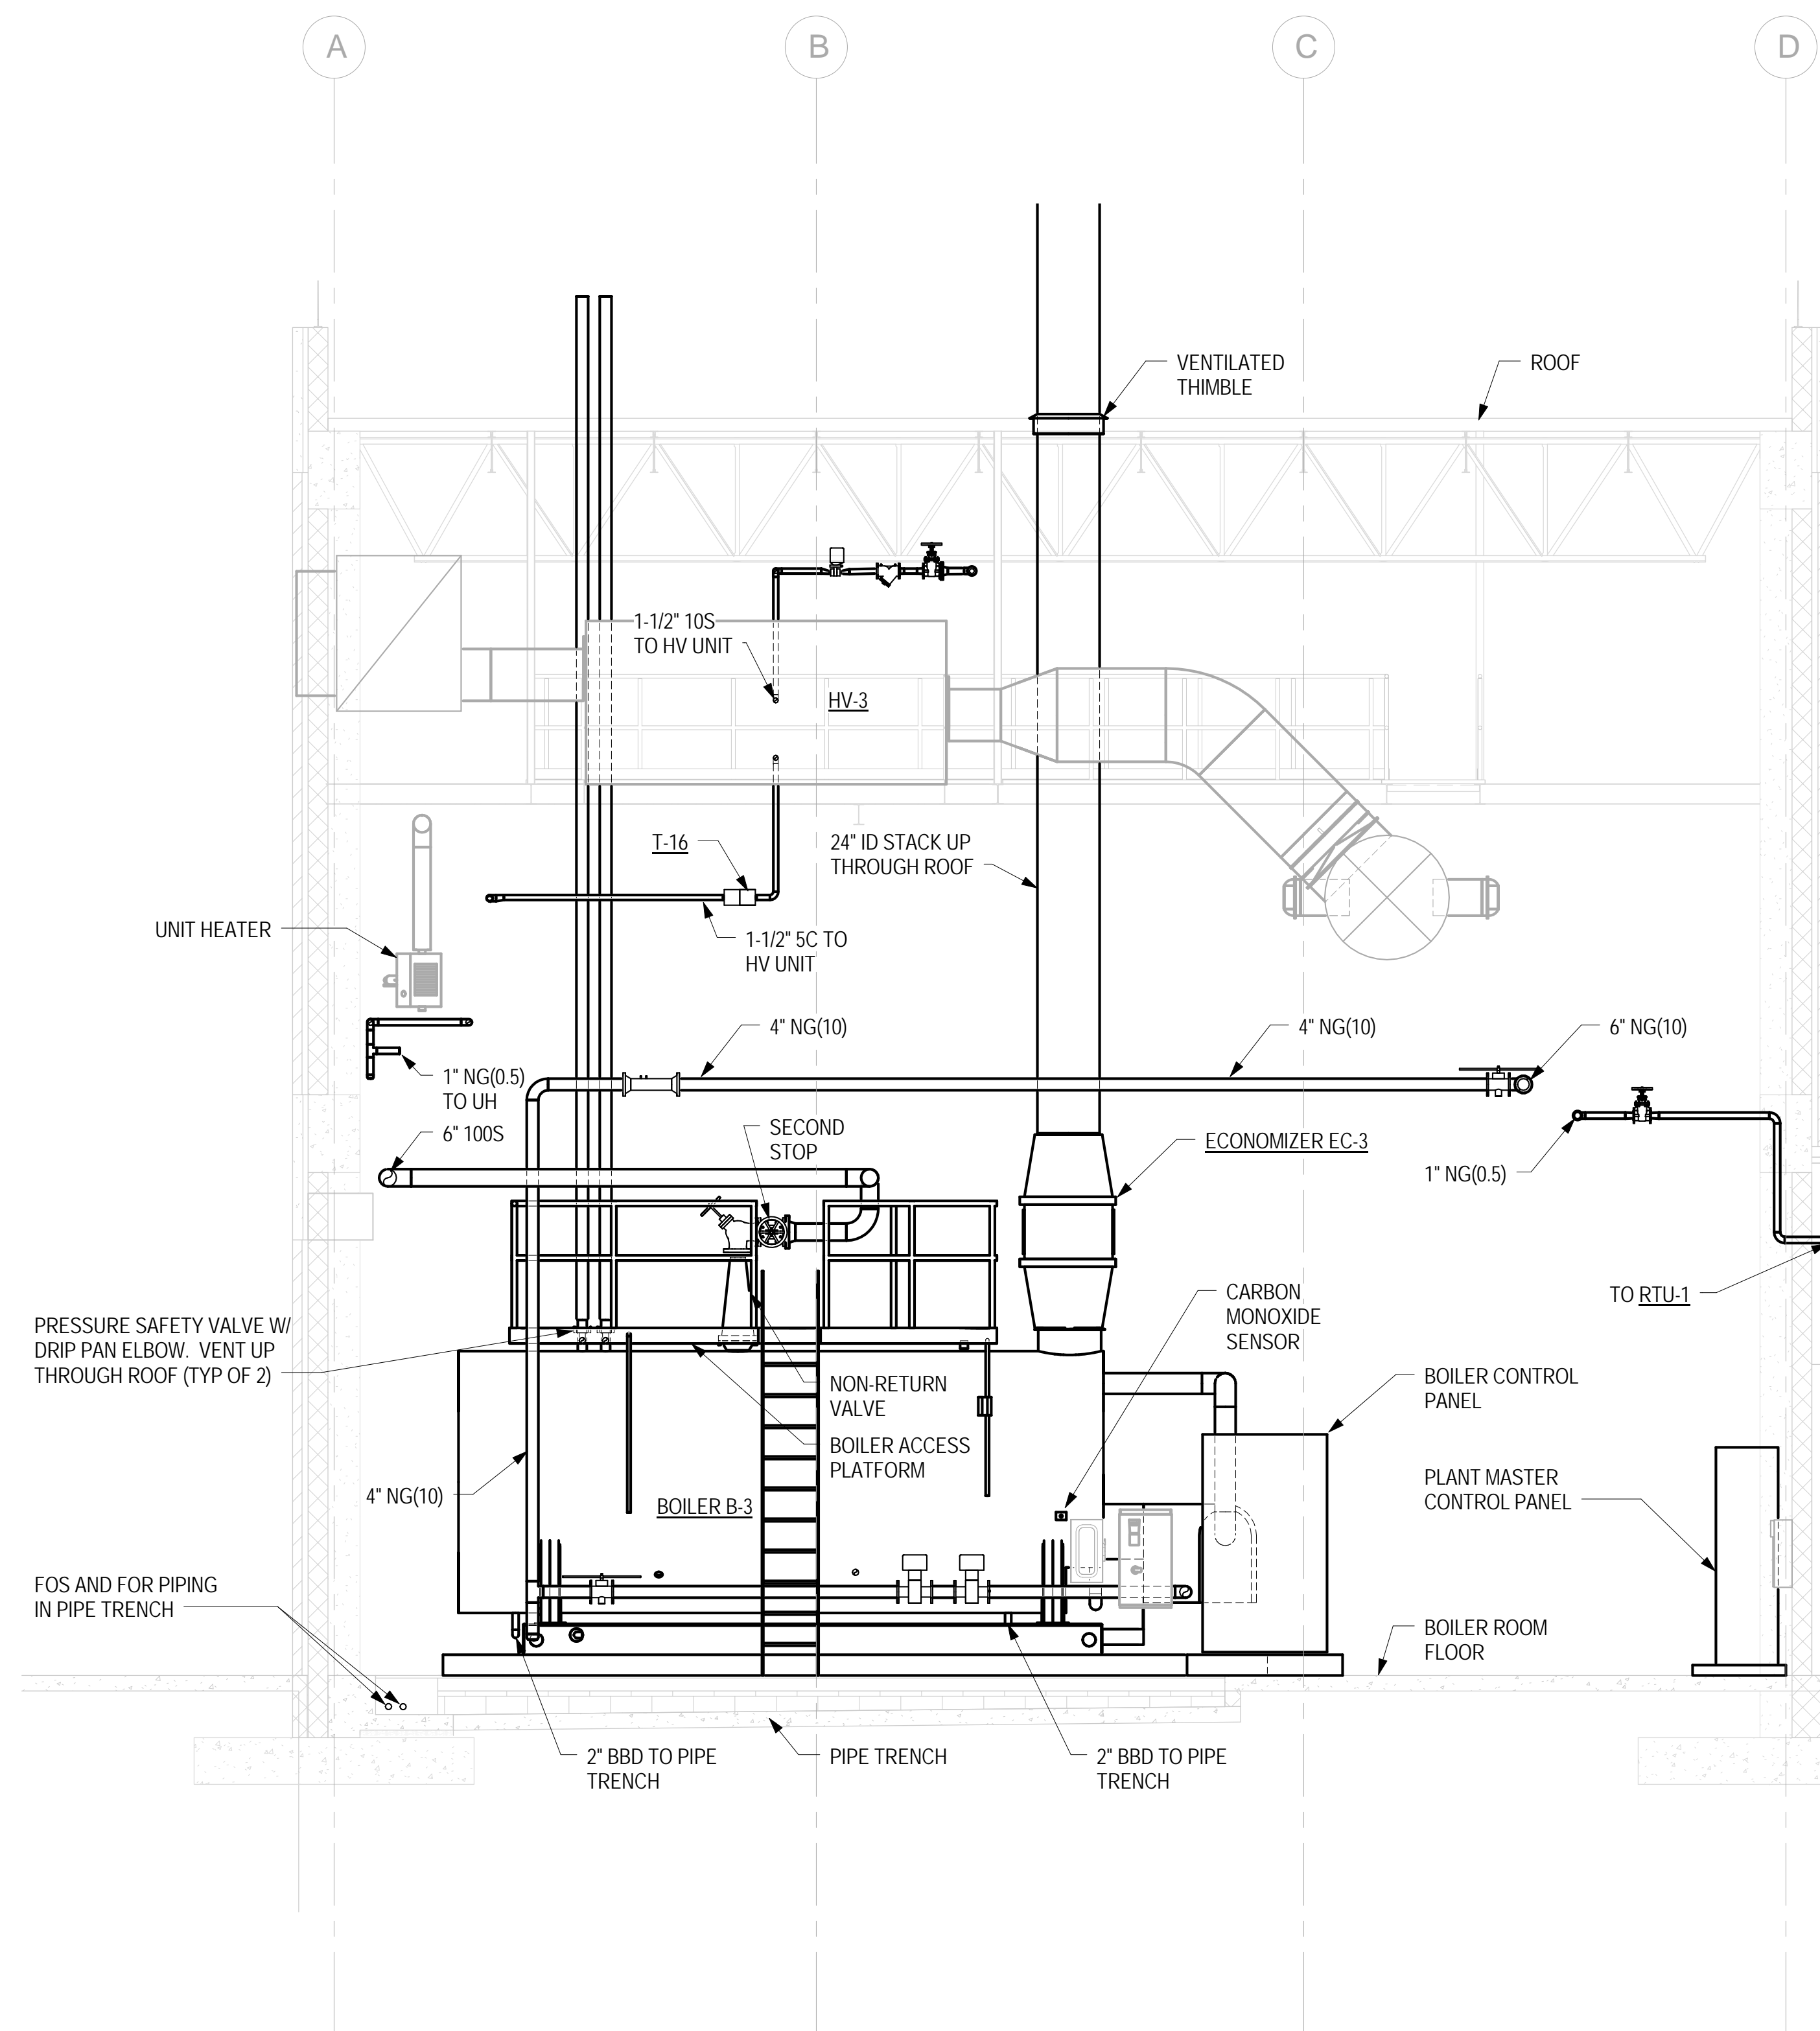 A
B
C
D
VENTILATED
THIMBLE
ROOF
1-1/2" 10S
TO HV UNIT
HV-3
T-16
24" ID STACK UP
THROUGH ROOF
UNIT HEATER
1-1/2" 5C TO
HV UNIT
4" NG(10)
4" NG(10)
6" NG(10)
1" NG(0.5)
TO UH
6" 100S
SECOND
STOP
ECONOMIZER EC-3
1" NG(0.5)
TO RTU-1
CARBON
MONOXIDE
SENSOR
PRESSURE SAFETY VALVE W/
DRIP PAN ELBOW. VENT UP
THROUGH ROOF (TYP OF 2)
NON-RETURN
VALVE
BOILER CONTROL
PANEL
BOILER ACCESS
PLATFORM
PLANT MASTER
CONTROL PANEL
4" NG(10)
BOILER B-3
FOS AND FOR PIPING
IN PIPE TRENCH
BOILER ROOM
FLOOR
2" BBD TO PIPE
TRENCH
PIPE TRENCH
2" BBD TO PIPE
TRENCH